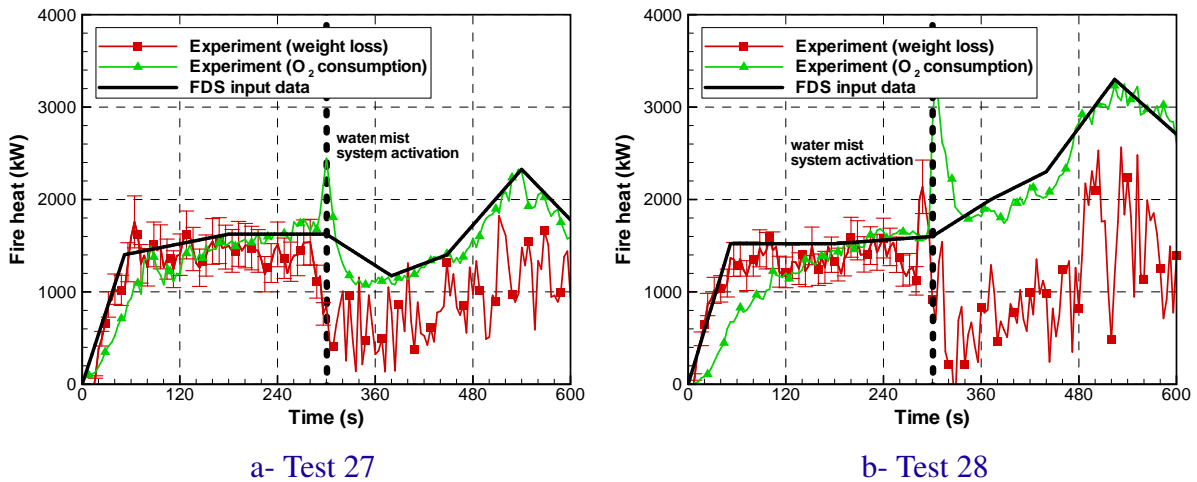 4000
3000
2000
1000
0
Fire heat (kW)
Experiment (weight loss)
Experiment (O2 consumption)
FDS input data
water mist
system activation
0 120 240 360 480 600
Time (s)
a- Test 27
4000
3000
2000
1000
0
Fire heat (kW)
Experiment (weight loss)
Experiment (O2 consumption)
FDS input data
water mist
system activation
0 120 240 360 480 600
Time (s)
b- Test 28